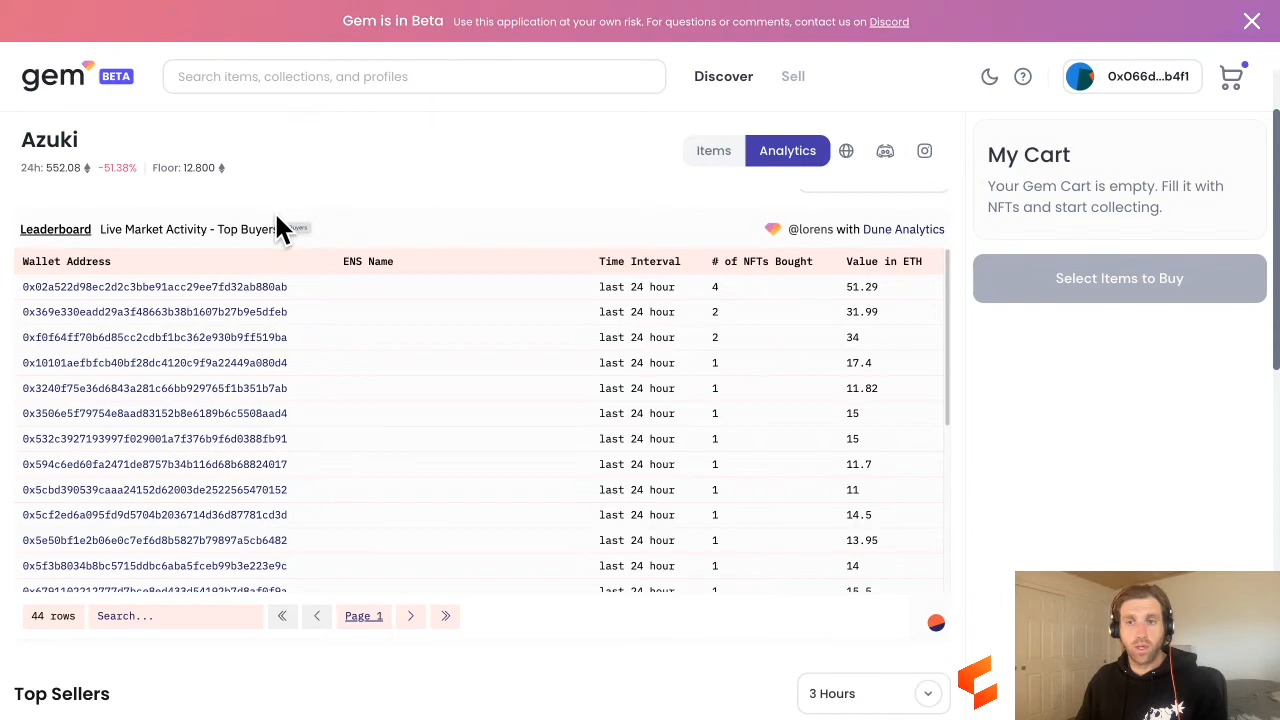 Gem is in Beta Use this application at your own risk. For questions or comments, contact us on Discord
gem BETA
Search items, collections, and profiles
Discover
Sell
0x066d...b4f1
Azuki
24h: 552.08 -51.38% Floor: 12.800
Items
Analytics
My Cart
Your Gem Cart is empty. Fill it with
NFTs and start collecting.
Select Items to Buy
Leaderboard Live Market Activity - Top Buyers
@lorens with Dune Analytics
Wallet Address ENS Name Time Interval # of NFTs Bought Value in ETH
0x02a522d98ec2d2c3bbe91acc29ee7fd32ab880ab last 24 hour 4 51.29
0x369e330eadd29a3f48663b38b1607b27b9e5dfeb last 24 hour 2 31.99
0xf0f64ff70b6d85cc2cdbf1bc362e930b9ff519ba last 24 hour 2 34
0x10101aefbfcb40bf28dc4120c9f9a22449a080d4 last 24 hour 1 17.4
0x3240f75e36d6843a281c66bb929765f1b351b7ab last 24 hour 1 11.82
0x3506e5f79754e8aad83152b8e6189b6c5508aad4 last 24 hour 1 15
0x532c3927193997f029001a7f376b9f6d0388fb91 last 24 hour 1 15
0x594c6ed60fa2471de8757b34b116d68b68824017 last 24 hour 1 11.7
0x5cbd390539caaa24152d62003de2522565470152 last 24 hour 1 11
0x5cf2ed6a095fd9d5704b2036714d36d87781cd3d last 24 hour 1 14.5
0x5e50bf1e2b06e0c7ef6d8b5827b79897a5cb6482 last 24 hour 1 13.95
0x5f3b8034b8bc5715ddbc6aba5fceb99b3e223e9c last 24 hour 1 14
last 24 hour 1 15.5
44 rows Search... Page 1
Top Sellers
3 Hours